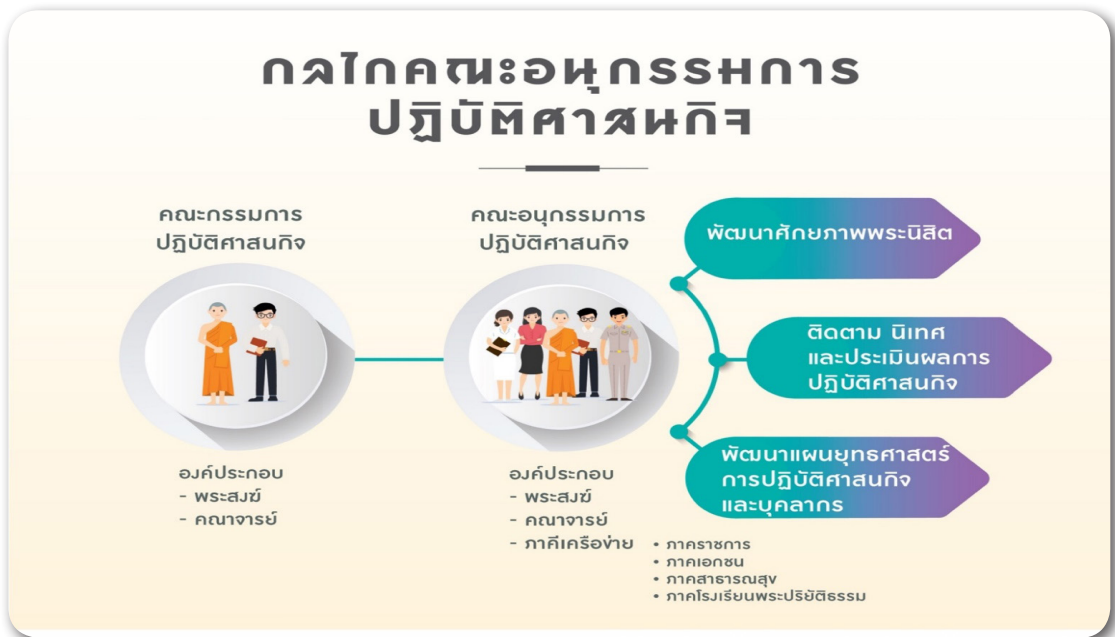 กลไกคณะอนุกรรมการ
ปฏิบัติศาสนกิจ
คณะกรรมการ
ปฏิบัติศาสนกิจ
องค์ประกอบ
- พระสงฆ์
- คณาจารย์
คณะอนุกรรมการ
ปฏิบัติศาสนกิจ
องค์ประกอบ
- พระสงฆ์
- คณาจารย์
- ภาคีเครือข่าย
• ภาคราชการ
• ภาคเอกชน
• ภาคสาธารณสุข
• ภาคโรงเรียนพระปริยัติธรรม
พัฒนาศักยภาพพระนิสิต
ติดตาม นิเทศ
และประเมินผลการ
ปฏิบัติศาสนกิจ
พัฒนาแผนยุทธศาสตร์
การปฏิบัติศาสนกิจ
และบุคลากร